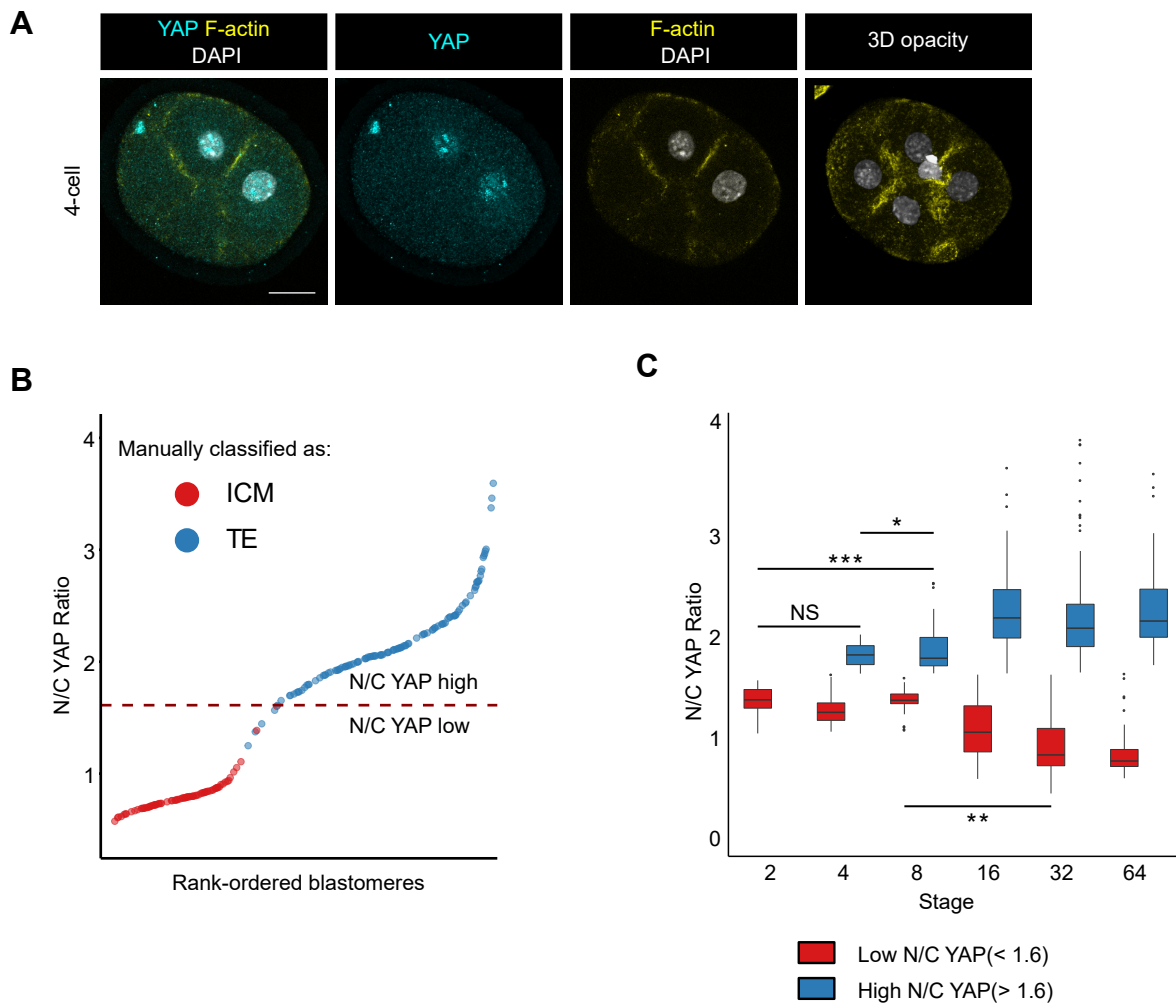 A
YAP F-actin
DAPI
YAP
F-actin
DAPI
3D opacity
4-cell
B
N/C YAP Ratio
4
3
2
1
Manually classified as:
ICM
TE
N/C YAP high
N/C YAP low
Rank-ordered blastomeres
C
N/C YAP Ratio
4
3
2
1
0
*
***
NS
**
2 4 8 16 32 64
Stage
Low N/C YAP(< 1.6)
High N/C YAP(> 1.6)